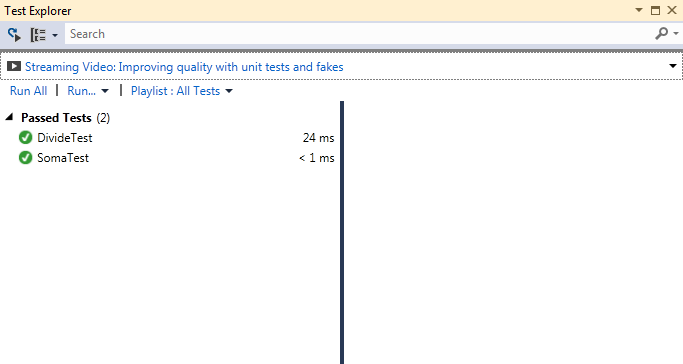 Test Explorer
Search
Streaming Video: Improving quality with unit tests and fakes
Run All | Run... | Playlist : All Tests
Passed Tests (2)
DivideTest 24 ms
SomaTest < 1 ms